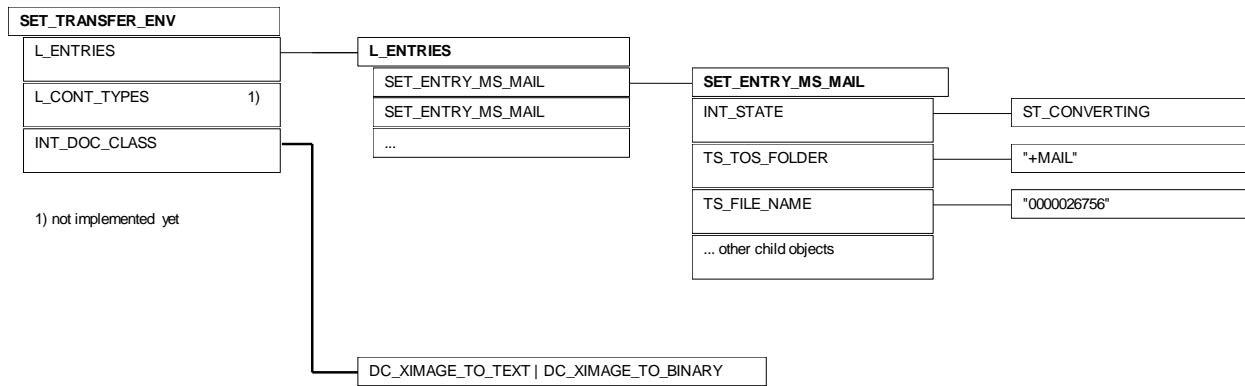 SET_TRANSFER_ENV
L_ENTRIES
L_CONT_TYPES 1)
INT_DOC_CLASS
1) not implemented yet
L_ENTRIES
SET_ENTRY_MS_MAIL
SET_ENTRY_MS_MAIL
...
SET_ENTRY_MS_MAIL
INT_STATE
TS_TOS_FOLDER
TS_FILE_NAME
... other child objects
ST_CONVERTING
"+MAIL"
"0000026756"
DC_XIMAGE_TO_TEXT | DC_XIMAGE_TO_BINARY